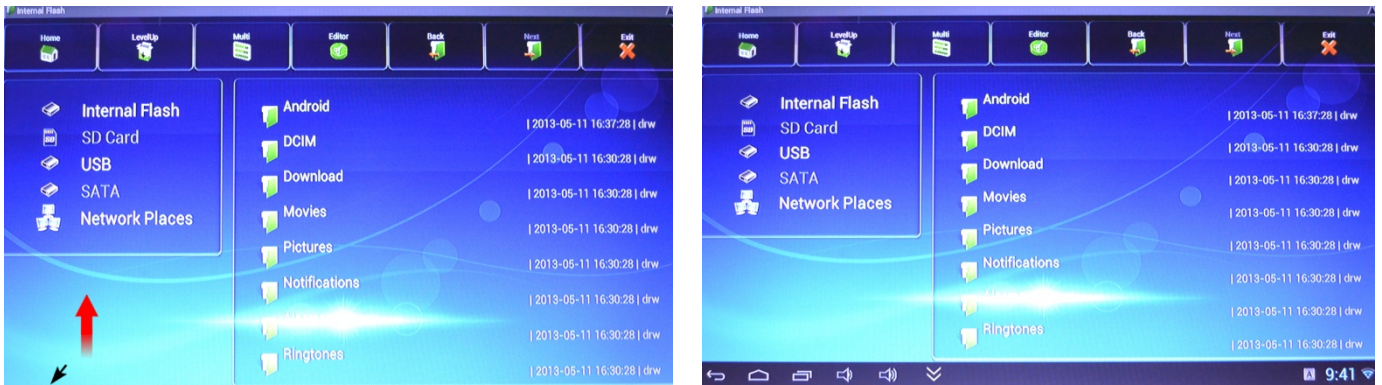 Internal Flash
Home LevelUp Multi Editor Back Next Exit
Internal Flash
SD Card
USB
SATA
Network Places
Android
| 2013-05-11 16:37:28 | drw
DCIM
| 2013-05-11 16:30:28 | drw
Download
| 2013-05-11 16:30:28 | drw
Movies
| 2013-05-11 16:30:28 | drw
Pictures
| 2013-05-11 16:30:28 | drw
Notifications
| 2013-05-11 16:30:28 | drw
| 2013-05-11 16:30:28 | drw
Ringtones
| 2013-05-11 16:30:28 | drw
Internal Flash
Home LevelUp Multi Editor Back Next Exit
Internal Flash
SD Card
USB
SATA
Network Places
Android
| 2013-05-11 16:37:28 | drw
DCIM
| 2013-05-11 16:30:28 | drw
Download
| 2013-05-11 16:30:28 | drw
Movies
| 2013-05-11 16:30:28 | drw
Pictures
| 2013-05-11 16:30:28 | drw
Notifications
| 2013-05-11 16:30:28 | drw
| 2013-05-11 16:30:28 | drw
Ringtones
| 2013-05-11 16:30:28 | drw
A 9:41